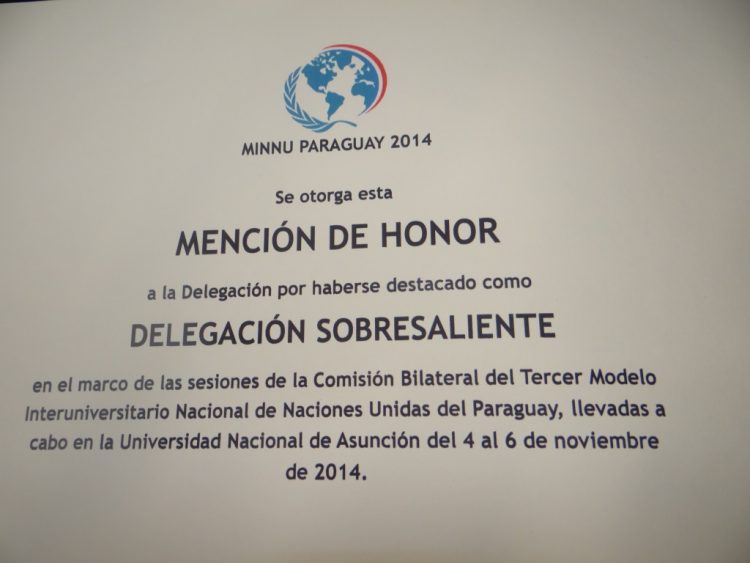 MINNU PARAGUAY 2014
Se otorga esta
MENCIÓN DE HONOR
a la Delegación por haberse destacado como
DELEGACIÓN SOBRESALIENTE
en el marco de las sesiones de la Comisión Bilateral del Tercer Modelo
Interuniversitario Nacional de Naciones Unidas del Paraguay, llevadas a
cabo en la Universidad Nacional de Asunción del 4 al 6 de noviembre
de 2014.